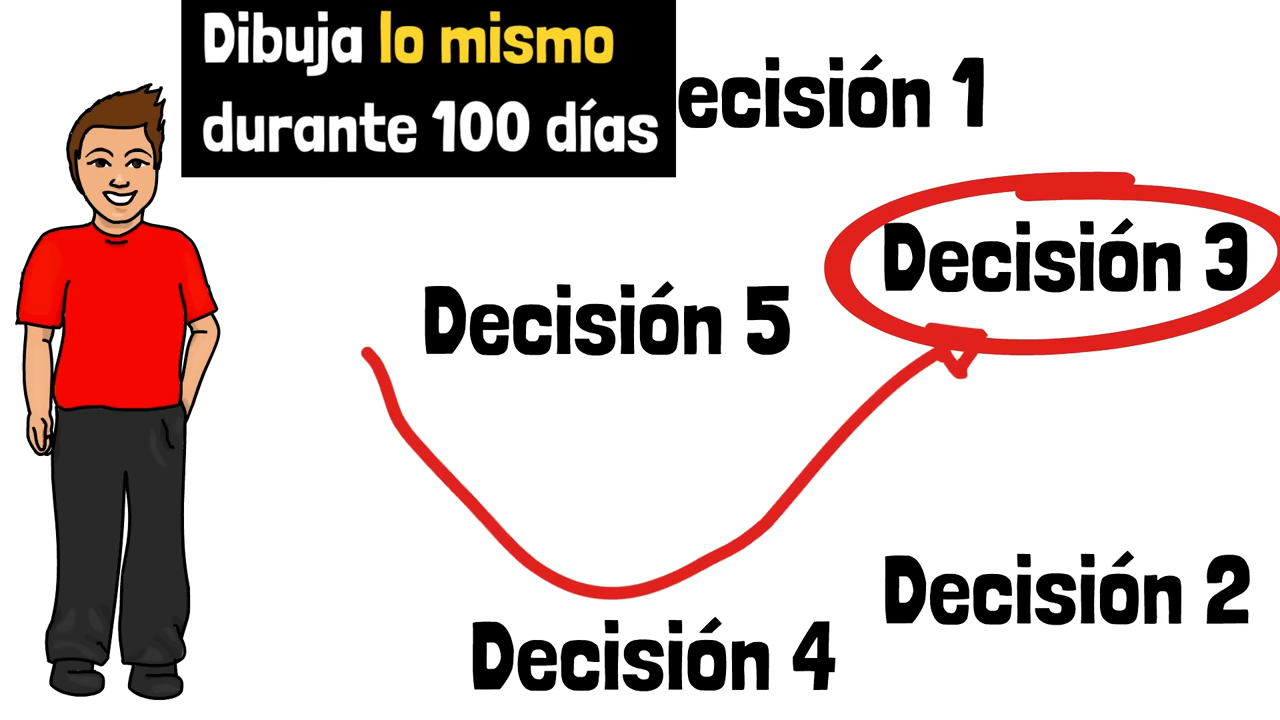 Dibuja lo mismo
durante 100 días
ecisión 1
Decisión 3
Decisión 5
Decisión 2
Decisión 4